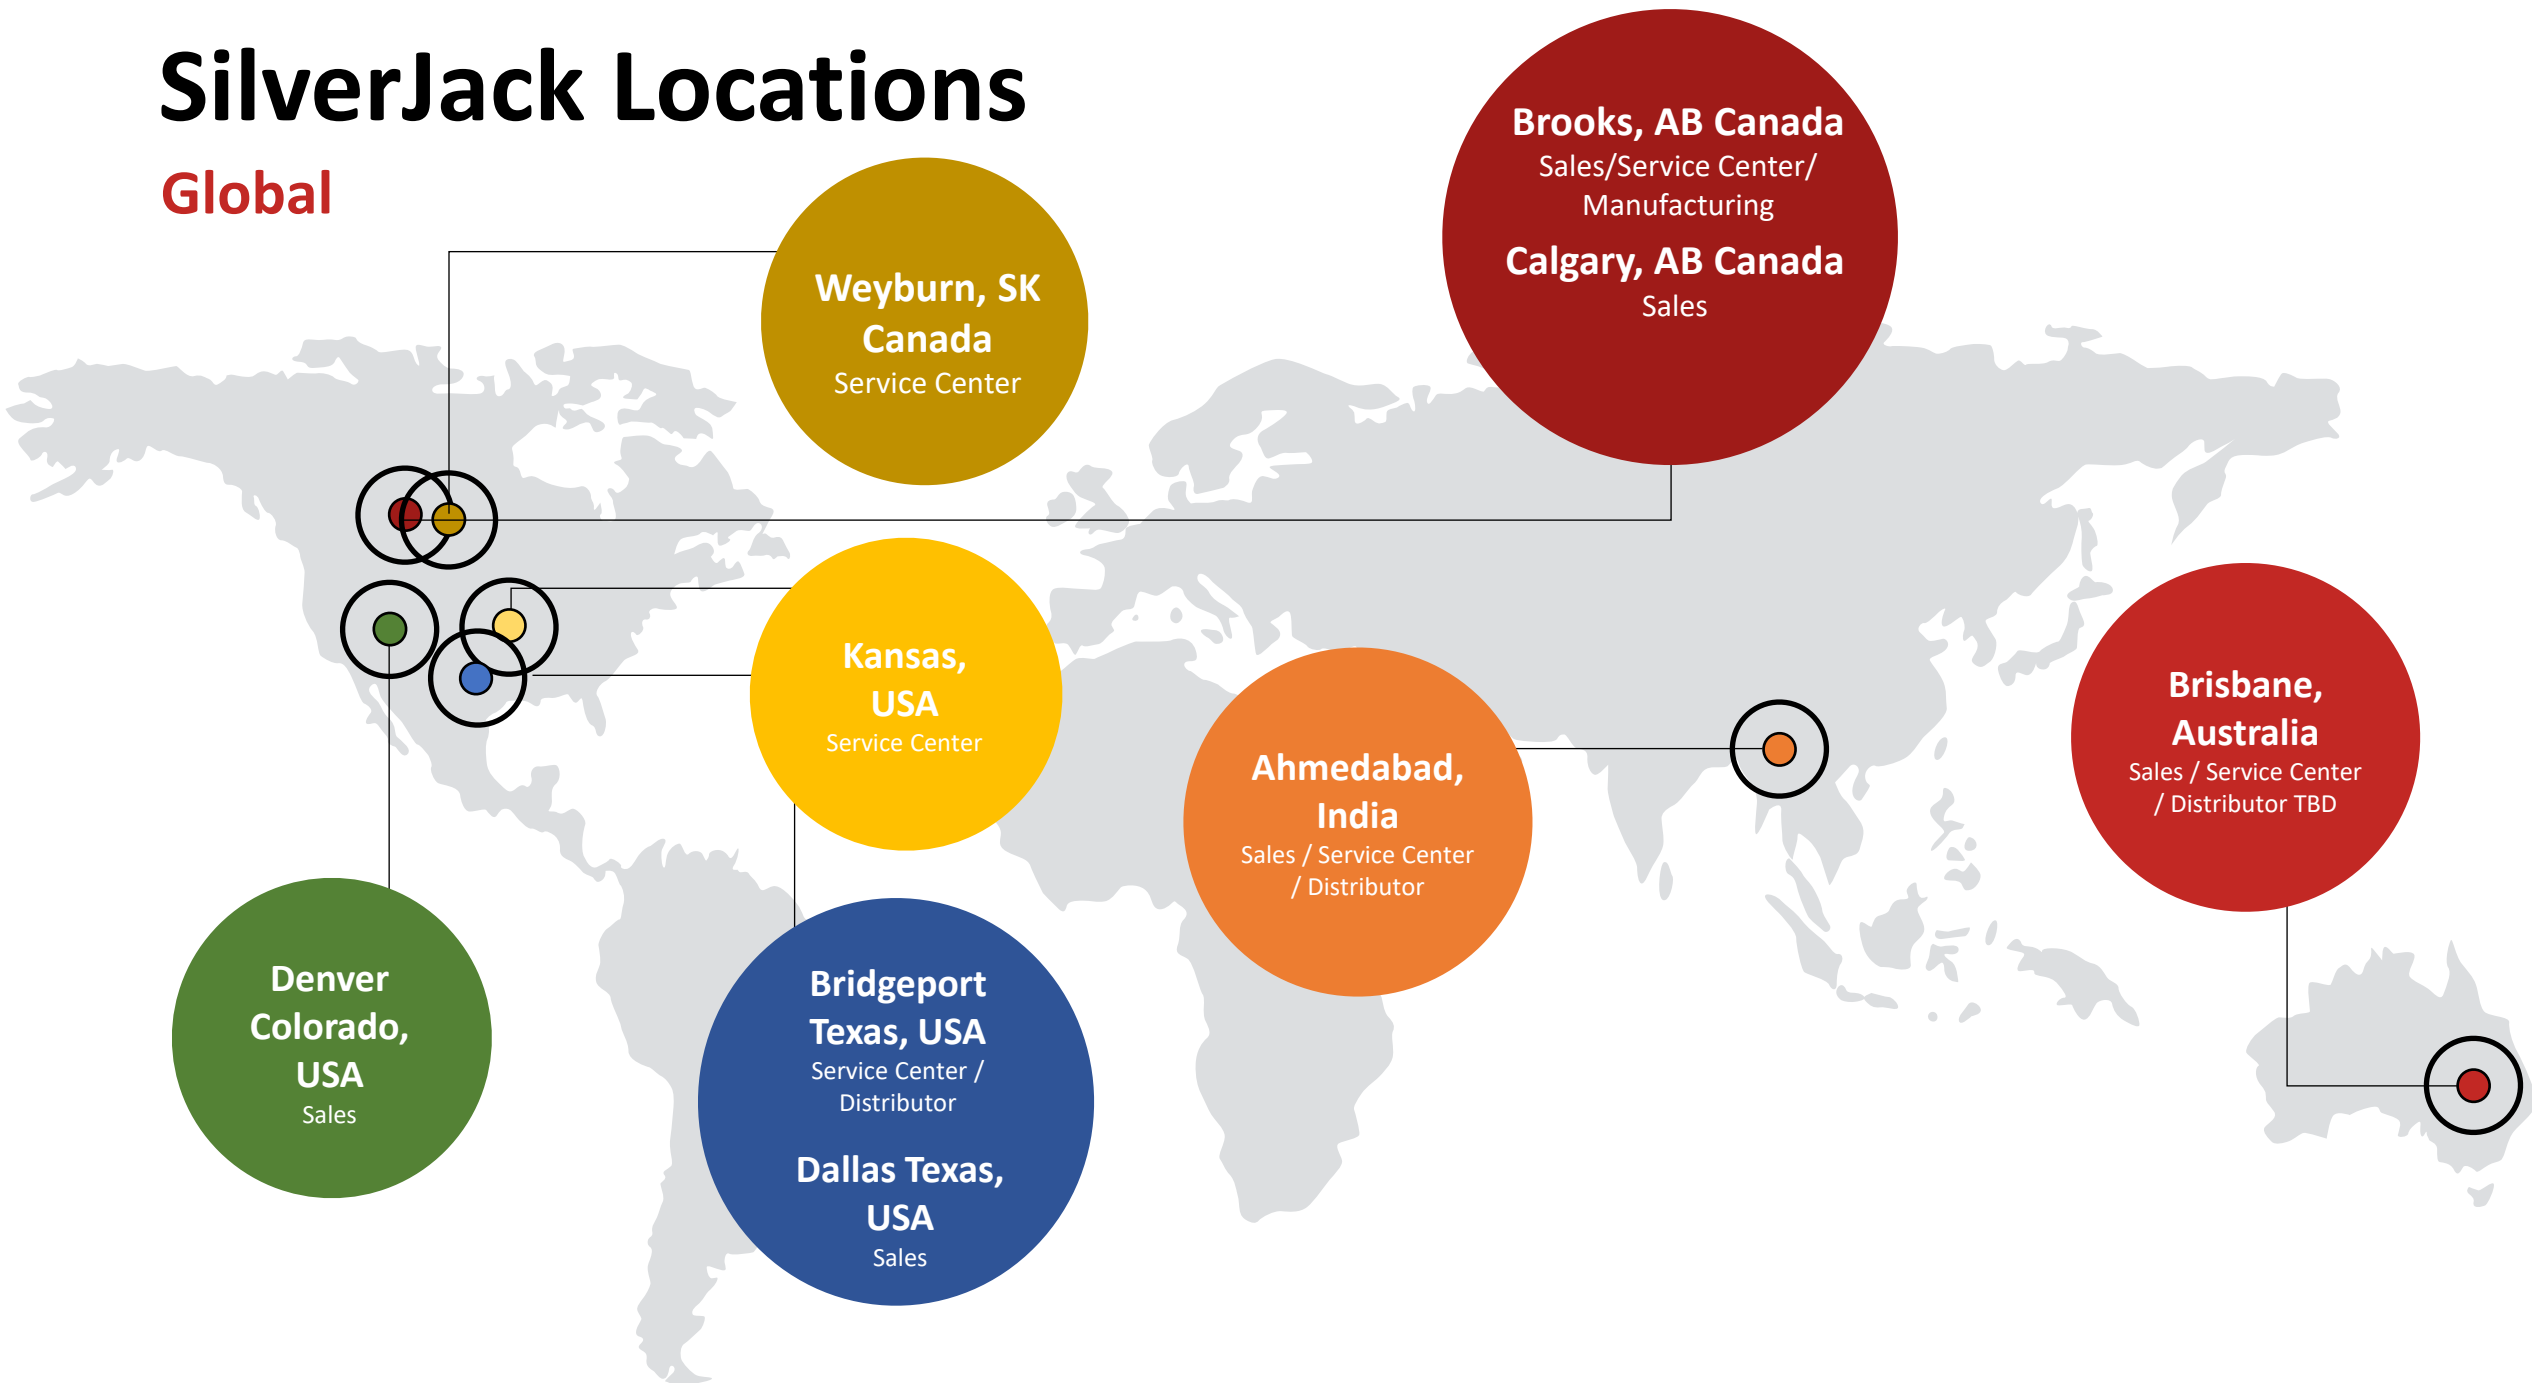 SilverJack Locations
Global
Brooks, AB Canada
Sales/Service Center/
Manufacturing
Calgary, AB Canada
Sales
Weyburn, SK
Canada
Service Center
Kansas,
USA
Service Center
Ahmedabad,
India
Sales / Service Center
/ Distributor
Brisbane,
Australia
Sales / Service Center
/ Distributor TBD
Denver
Colorado,
USA
Sales
Bridgeport
Texas, USA
Service Center /
Distributor
Dallas Texas,
USA
Sales